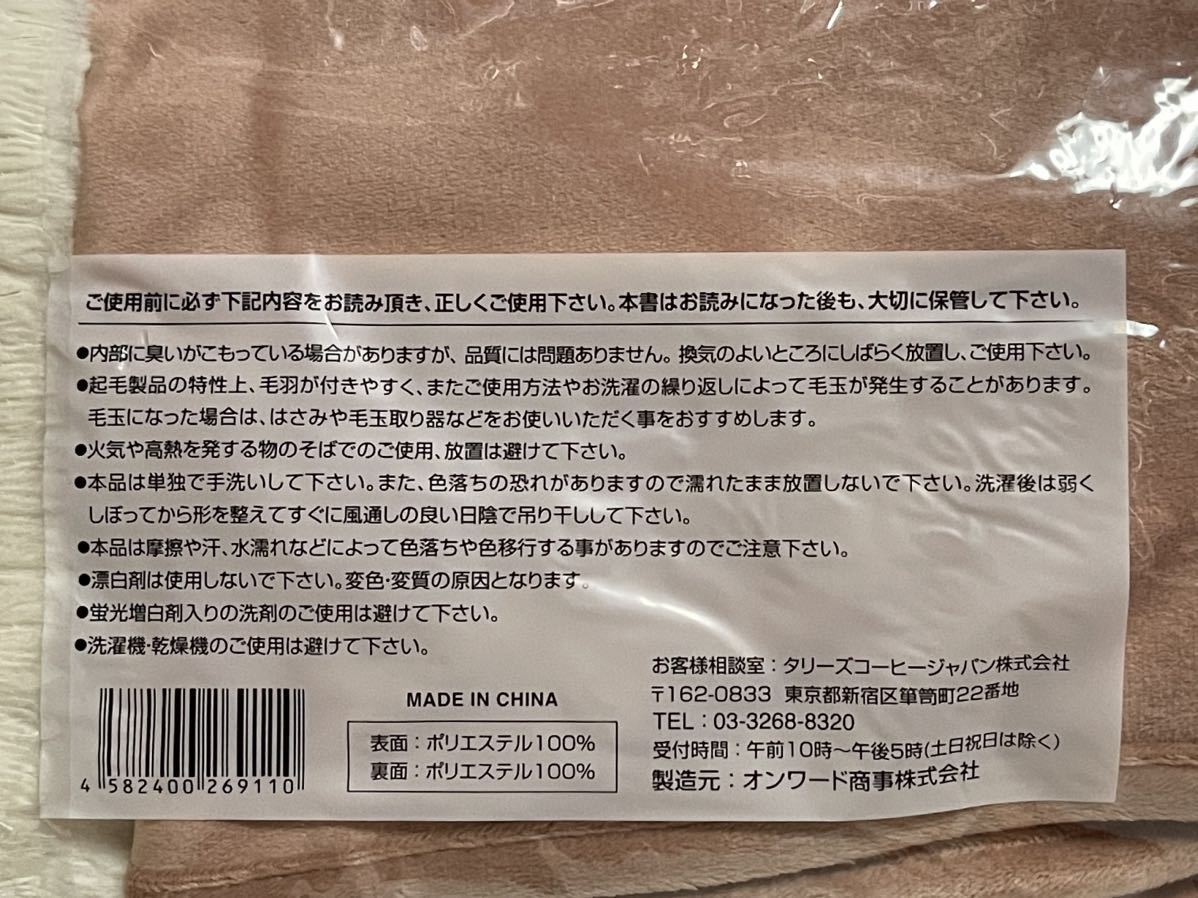 ご使用前に必ず下記内容をお読み頂き、正しくご使用下さい。本書はお読みになった後も、大切に保管して下さい。
●内部に臭いがこもっている場合がありますが、品質には問題ありません。換気のよいところにしばらく放置し、ご使用下さい。
●起毛製品の特性上、毛羽が付きやすく、またご使用方法やお洗濯の繰り返しによって毛玉が発生することがあります。
毛玉になった場合は、はさみや毛玉取り器などをお使いいただく事をおすすめします。
●火気や高熱を発する物のそばでのご使用、放置は避けて下さい。
●本品は単独で手洗いして下さい。また、色落ちの恐れがありますので濡れたまま放置しないで下さい。洗濯後は弱く
しぼってから形を整えてすぐに風通しの良い日陰で吊り干しして下さい。
●本品は摩擦や汗、水濡れなどによって色落ちや色移行する事がありますのでご注意下さい。
●漂白剤は使用しないで下さい。変色・変質の原因となります。
●蛍光増白剤入りの洗剤のご使用は避けて下さい。
●洗濯機・乾燥機のご使用は避けて下さい。
4 582400 269110
MADE IN CHINA
表面：ポリエステル100%
裏面：ポリエステル100%
お客様相談室：タリーズコーヒージャパン株式会社
〒162-0833 東京都新宿区箪笥町22番地
TEL：03-3268-8320
受付時間：午前10時～午後5時(土日祝日は除く)
製造元：オンワード商事株式会社